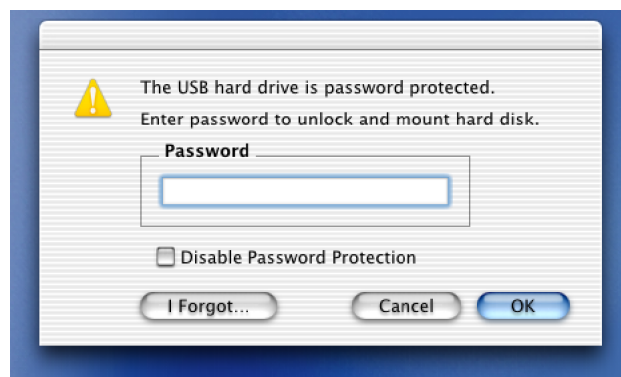 The USB hard drive is password protected.
Enter password to unlock and mount hard disk.
Password
Disable Password Protection
I Forgot...
Cancel
OK